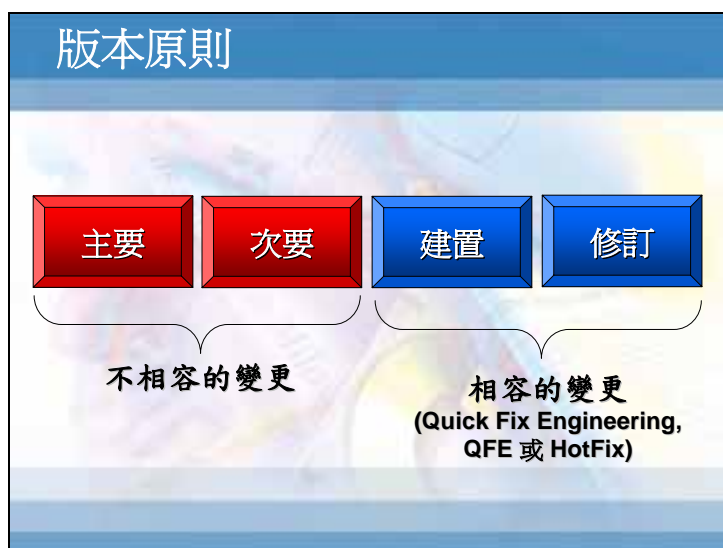 版本原則
主要 次要 建置 修訂
不相容的變更
相容的變更
(Quick Fix Engineering,
QFE 或 HotFix)